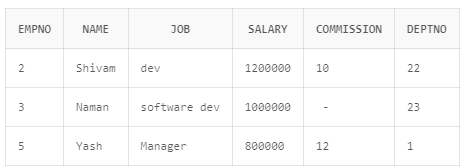 EMPNO NAME JOB SALARY COMMISSION DEPTNO
2 Shivam dev 1200000 10 22
3 Naman software dev 1000000 - 23
5 Yash Manager 800000 12 1